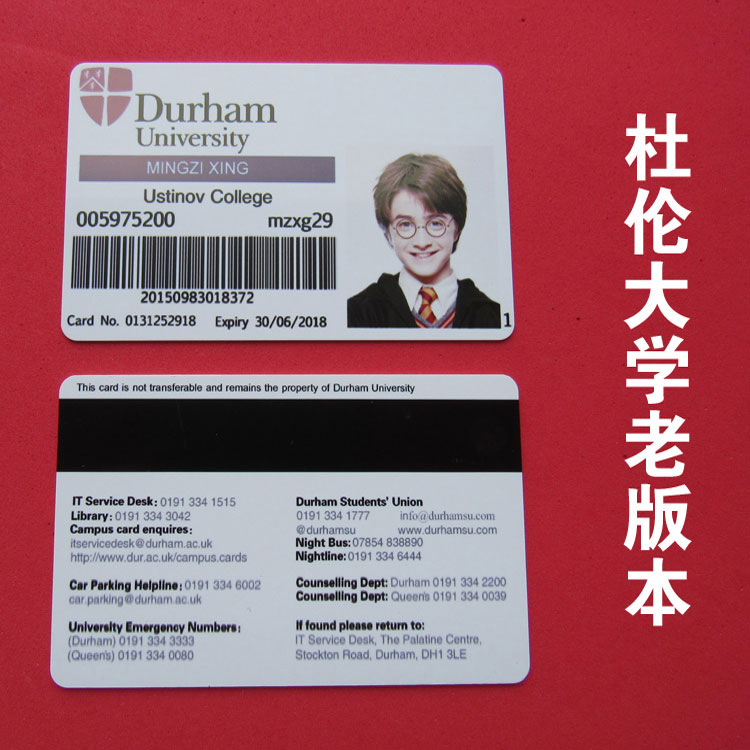 Durham
University
MINGZI XING
Ustinov College
005975200 mzxg29
20150983018372
Card No. 0131252918 Expiry 30/06/2018
1
This card is not transferable and remains the property of Durham University
IT Service Desk: 0191 334 1515
Library: 0191 334 3042
Campus card enquires:
itservicedesk@durham.ac.uk
http://www.dur.ac.uk/campus.cards
Car Parking Helpline: 0191 334 6002
car.parking@durham.ac.uk
University Emergency Numbers:
(Durham) 0191 334 3333
(Queen's) 0191 334 0080
Durham Students' Union
0191 334 1777 info@durhamsu.com
@durhamsu www.durhamsu.com
Night Bus: 07854 838890
Nightline: 0191 334 6444
Counselling Dept: Durham 0191 334 2200
Counselling Dept: Queen's 0191 334 0039
If found please return to:
IT Service Desk, The Palatine Centre,
Stockton Road, Durham, DH1 3LE
杜伦大学老版本